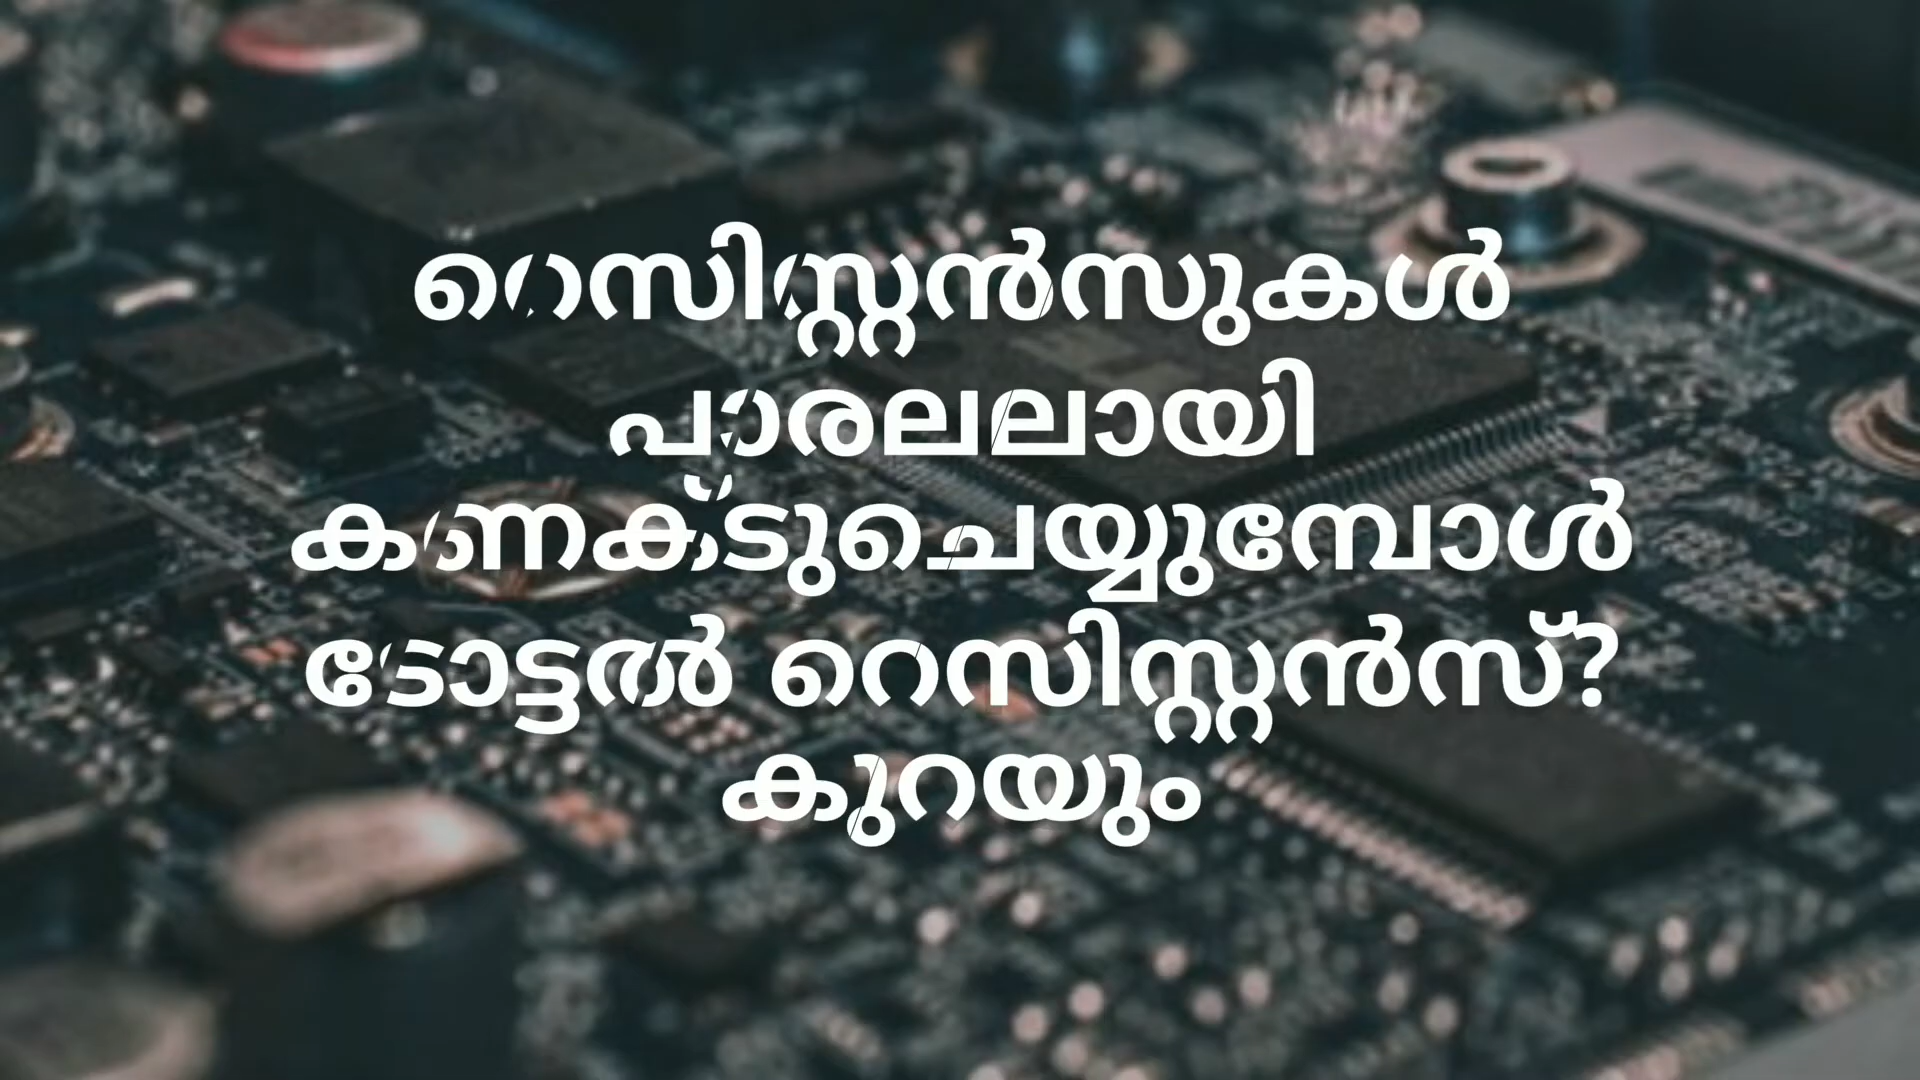 റെസിസ്റ്റൻസുകൾ
പാരലലായി
കണക്ടുചെയ്യുമ്പോൾ
ടോട്ടൽ റെസിസ്റ്റൻസ്?
കുറയും